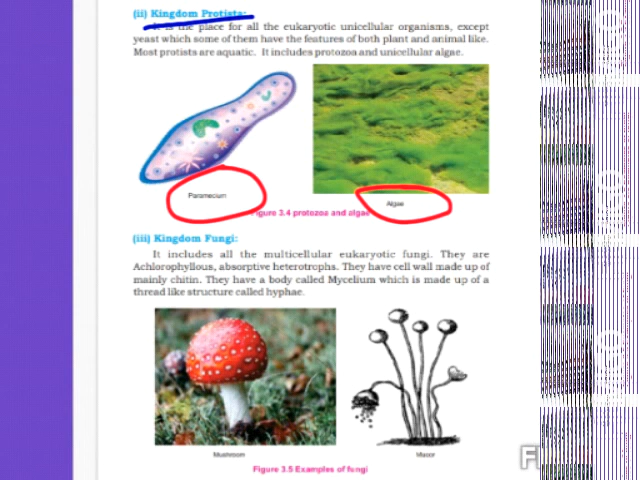 (ii) Kingdom Protists:
It is the place for all the eukaryotic unicellular organisms, except
yeast which some of them have the features of both plant and animal like.
Most protists are aquatic. It includes protozoa and unicellular algae.
Paramecium
Algae
Figure 3.4 protozoa and algae
(iii) Kingdom Fungi:
It includes all the multicellular eukaryotic fungi. They are
Achlorophyllous, absorptive heterotrophs. They have cell wall made up of
mainly chitin. They have a body called Mycelium which is made up of a
thread like structure called hyphae.
Mushroom
Mucor
Figure 3.5 Examples of fungi